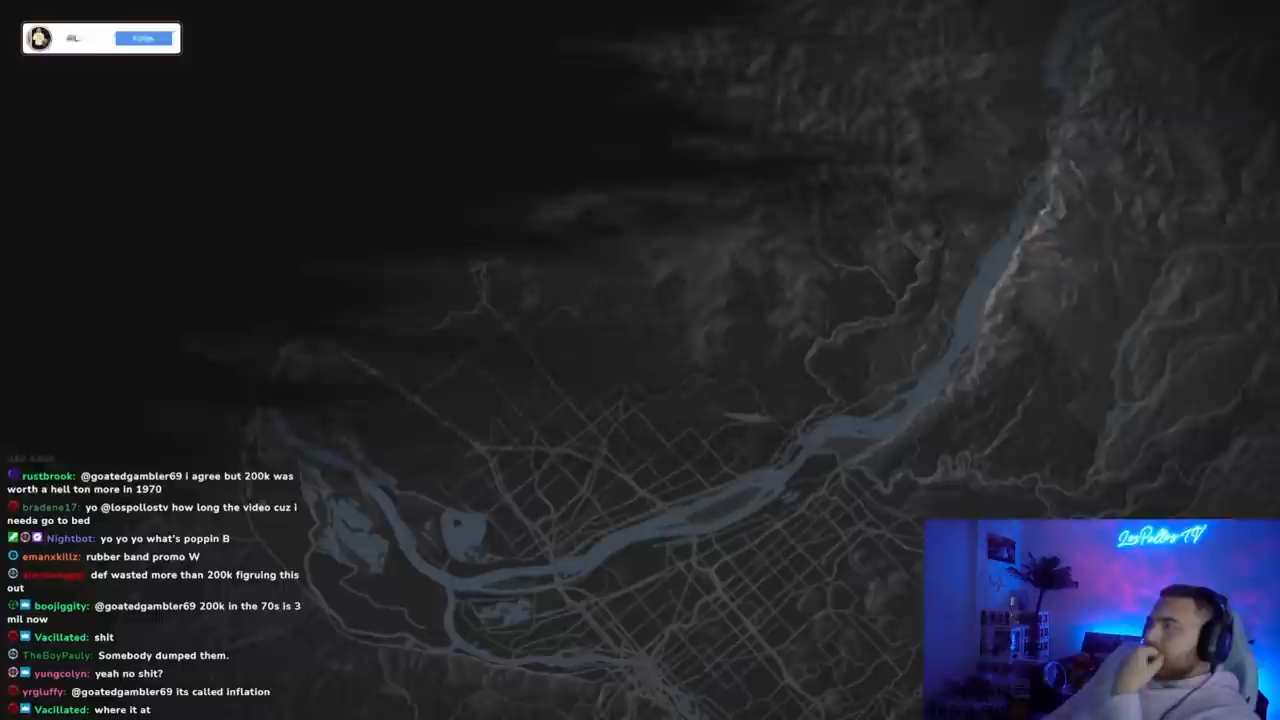 rustbrook: @goatedgambler69 i agree but 200k was
worth a hell ton more in 1970
bradene17: yo @lospollostv how long the video cuz i
needa go to bed
Nightbot: yo yo yo what's poppin B
emanxkillz: rubber band promo W
def wasted more than 200k figruing this
out
boojiggity: @goatedgambler69 200k in the 70s is 3
mil now
Vacillated: shit
TheBoyPauly: Somebody dumped them.
yungcolyn: yeah no shit?
yrgluffy: @goatedgambler69 its called inflation
Vacillated: where it at
LosPollos TV